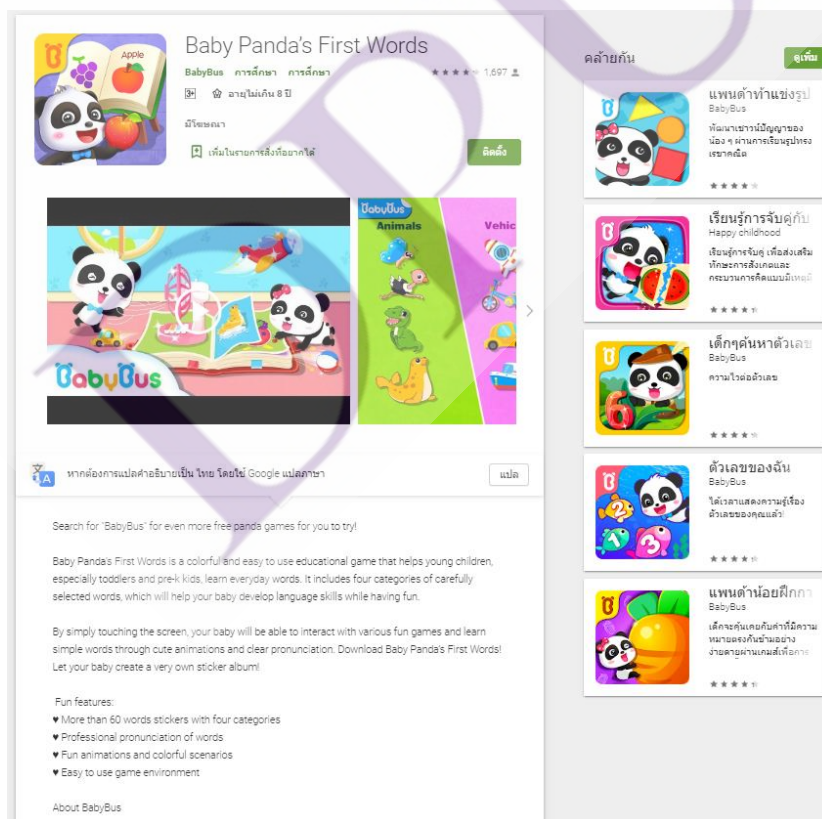 Apple
Baby Panda's First Words
BabyBus การศึกษา การศึกษา
1,697
3+ อายุไม่เกิน 8 ปี
มีโฆษณา
เพิ่มในรายการสิ่งที่อยากได้
ติดตั้ง
BabyBus
BabyBus
Animals
Vehic
หากต้องการแปลคำอธิบายเป็น ไทย โดยใช้ Google แปลภาษา
แปล
Search for "BabyBus" for even more free panda games for you to try!
Baby Panda's First Words is a colorful and easy to use educational game that helps young children,
especially toddlers and pre-k kids, learn everyday words. It includes four categories of carefully
selected words, which will help your baby develop language skills while having fun.
By simply touching the screen, your baby will be able to interact with various fun games and learn
simple words through cute animations and clear pronunciation. Download Baby Panda's First Words!
Let your baby create a very own sticker album!
Fun features:
♥ More than 60 words stickers with four categories
♥ Professional pronunciation of words
♥ Fun animations and colorful scenarios
♥ Easy to use game environment
About BabyBus
คล้ายกัน
ดูเพิ่ม
แพนด้าท้าแข่งรูป
BabyBus
พัฒนาเชาวน์ปัญญาของ
น้อง ๆ ผ่านการเรียนรูปทรง
เรขาคณิต
เรียนรู้การจับคู่กับ
Happy childhood
เรียนรู้การจับคู่ เพื่อส่งเสริม
ทักษะการสังเกตและ
กระบวนการคิดแบบมีเหตุ
เด็กๆค้นหาตัวเลข
BabyBus
ความไวต่อตัวเลข
6
ตัวเลขของฉัน
BabyBus
ได้เวลาแสดงความรู้เรื่อง
ตัวเลขของคุณแล้ว!
2
1 3
แพนด้าน้อยฝึกกา
BabyBus
เด็กจะคุ้นเคยกับคำที่มีความ
หมายตรงกันข้ามอย่าง
ง่ายดายผ่านเกมส์เพื่อการ